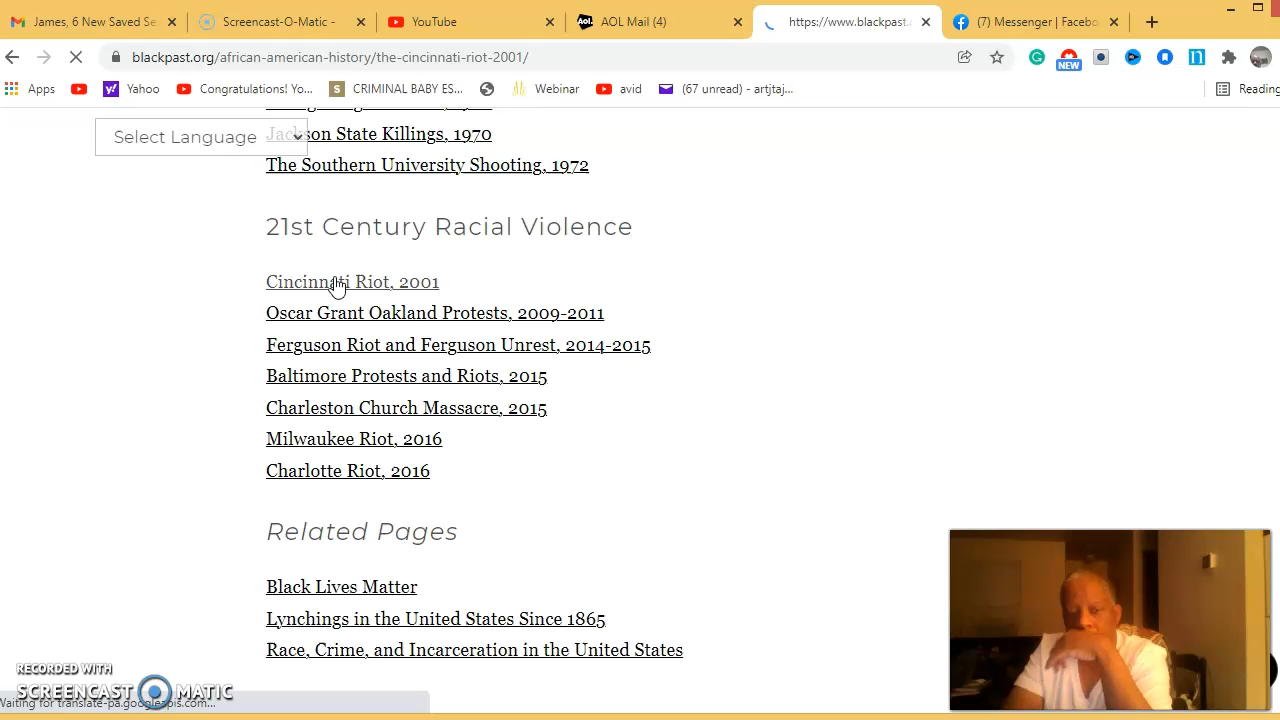 James, 6 New Saved Se
Screencast-O-Matic -
YouTube
AOL Mail (4)
https://www.blackpast.
(7) Messenger | Facebo
blackpast.org/african-american-history/the-cincinnati-riot-2001/
NEW
Apps
Yahoo
Congratulations! Yo...
CRIMINAL BABY ES...
Webinar
avid
(67 unread) - artjtaj...
Reading
Select Language
Jackson State Killings, 1970
The Southern University Shooting, 1972
21st Century Racial Violence
Cincinnati Riot, 2001
Oscar Grant Oakland Protests, 2009-2011
Ferguson Riot and Ferguson Unrest, 2014-2015
Baltimore Protests and Riots, 2015
Charleston Church Massacre, 2015
Milwaukee Riot, 2016
Charlotte Riot, 2016
Related Pages
Black Lives Matter
Lynchings in the United States Since 1865
Race, Crime, and Incarceration in the United States
RECORDED WITH
SCREENCAST MATIC
Waiting for translate-pa.googleapis.com...